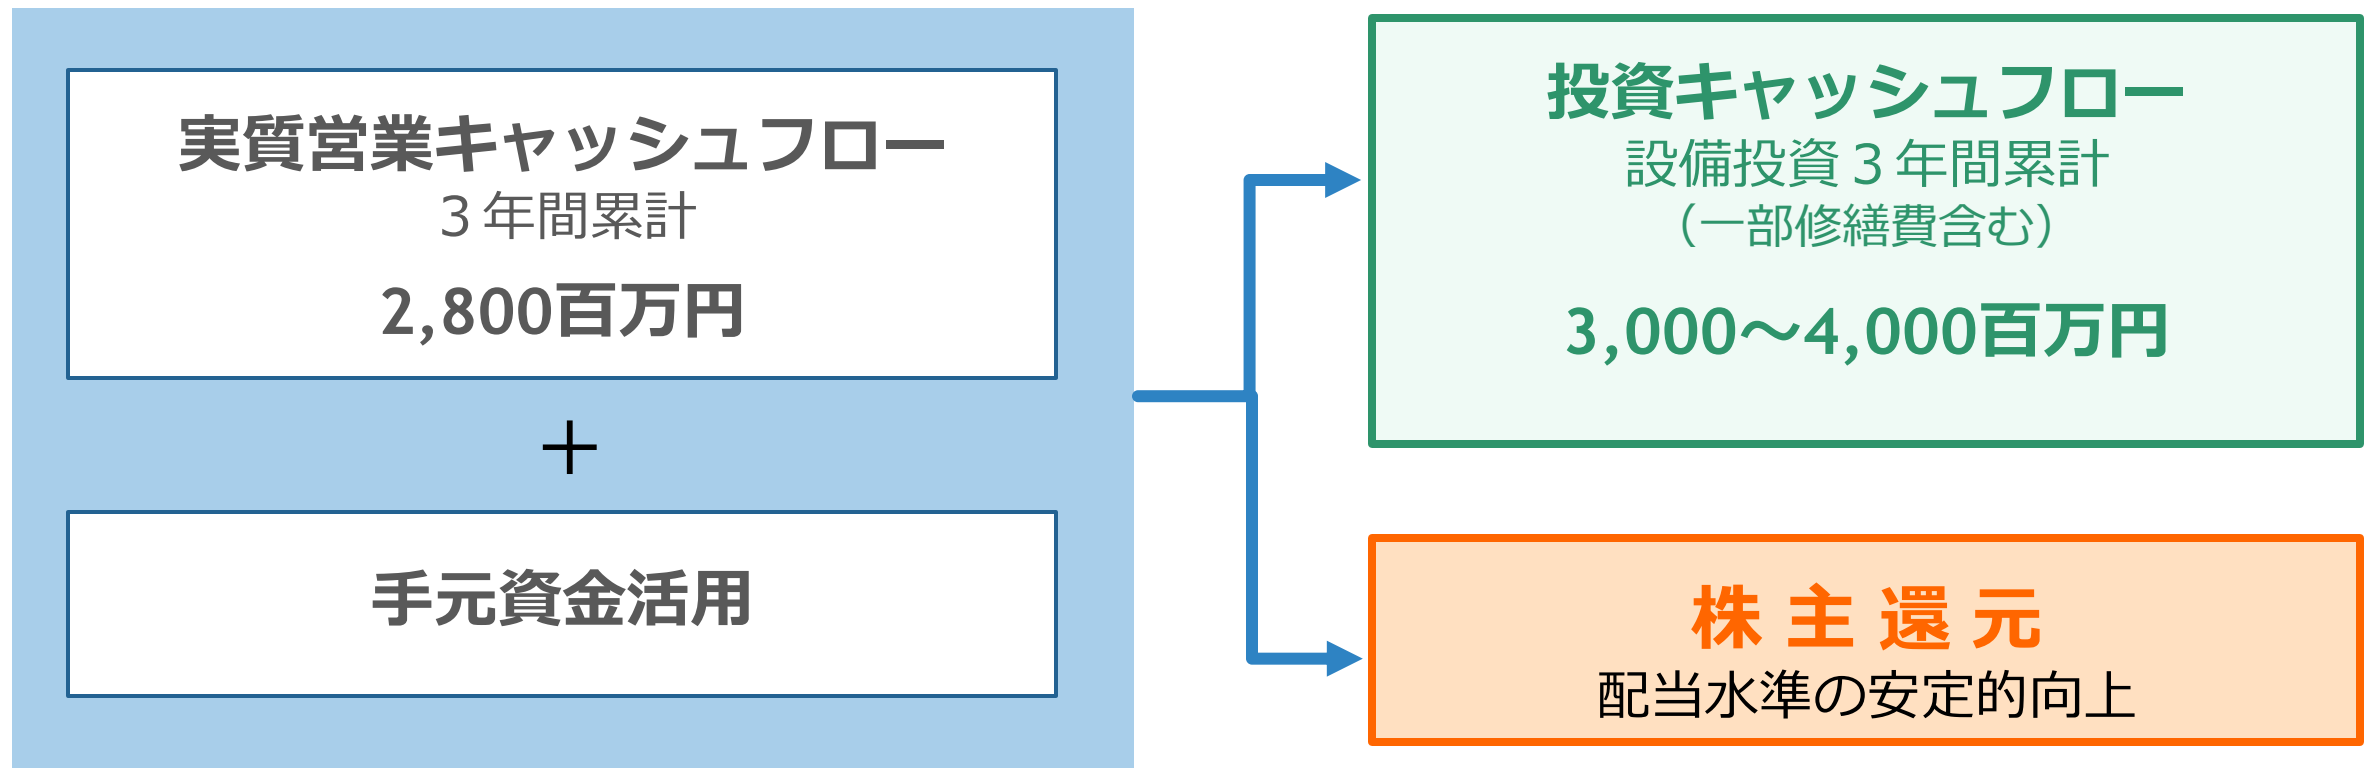 実質営業キャッシュフロー
３年間累計
2,800百万円
＋
手元資金活用
投資キャッシュフロー
設備投資３年間累計
（一部修繕費含む）
3,000～4,000百万円
株主還元
配当水準の安定的向上